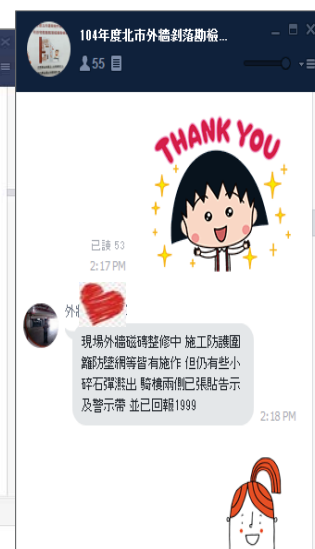 104年度北市外牆剝落勘檢...
55
THANK YOU
已讀 53
2:17 PM
外牆
現場外牆磁磚整修中 施工防護圍
籬防墜網等皆有施作 但仍有些小
碎石彈濺出 騎樓兩側已張貼告示
及警示帶 並已回報1999
2:18 PM